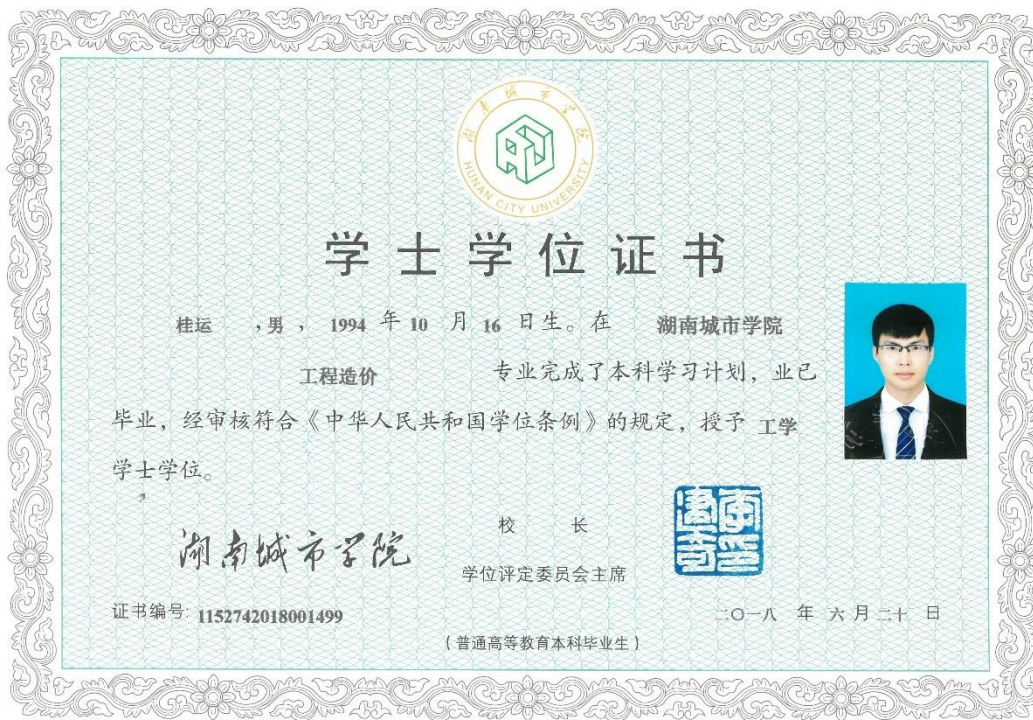 湖南城市学院
HUNAN CITY UNIVERSITY
学士学位证书
桂运 ,男, 1994 年 10 月 16 日生。在 湖南城市学院
工程造价 专业完成了本科学习计划,业已
毕业,经审核符合《中华人民共和国学位条例》的规定,授予 工学
学士学位。
湖南城市学院
校 长
学位评定委员会主席
证书编号: 1152742018001499
二〇一八 年 六 月 二十 日
(普通高等教育本科毕业生)